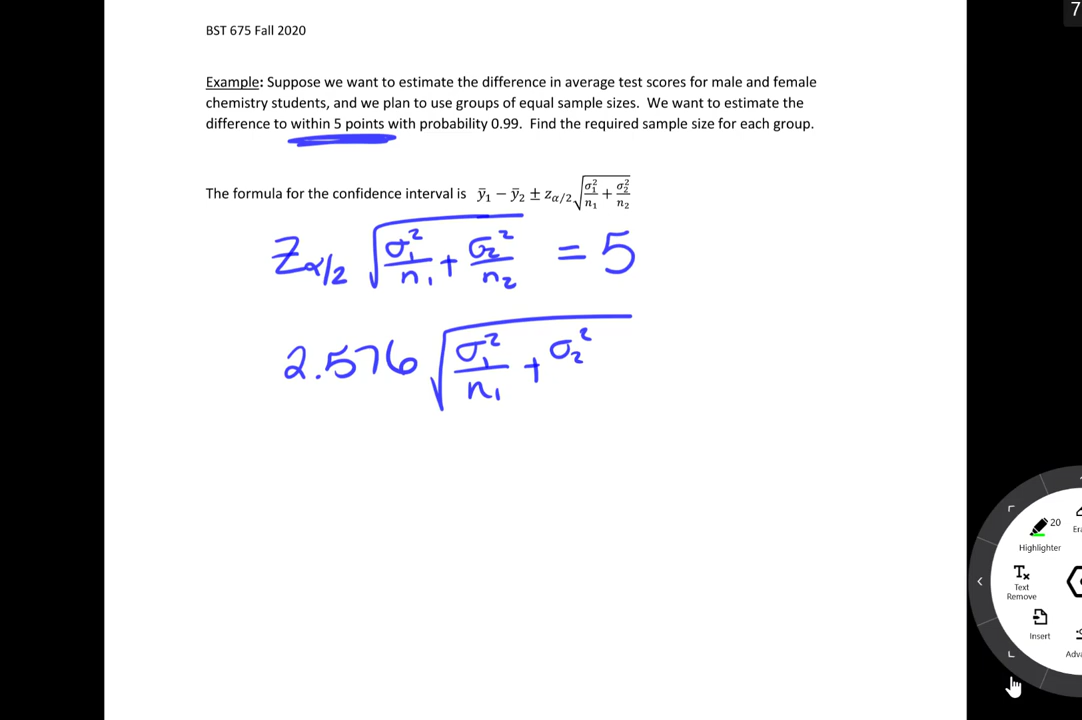 7
BST 675 Fall 2020
Example: Suppose we want to estimate the difference in average test scores for male and female
chemistry students, and we plan to use groups of equal sample sizes. We want to estimate the
difference to within 5 points with probability 0.99. Find the required sample size for each group.
The formula for the confidence interval is ȳ₁ − ȳ₂ ± z_{α/2} √(σ₁²/n₁ + σ₂²/n₂)
Z_{α/2} √(σ₁²/n₁ + σ₂²/n₂) = 5
2.576 √(σ₁²/n₁ + σ₂²
20
Highlighter
Tx
Text
Remove
Insert